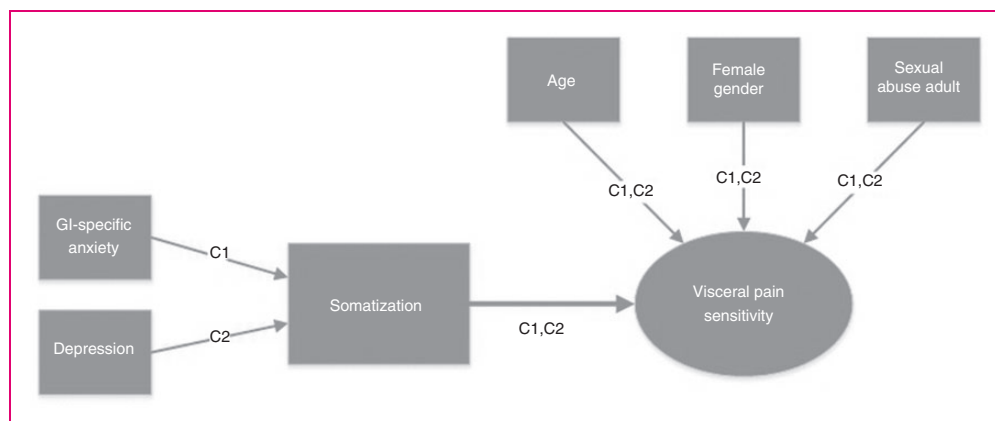 Age
Female
gender
Sexual
abuse adult
C1,C2
C1,C2
C1,C2
GI-specific
anxiety
C1
Somatization
Visceral pain
sensitivity
C1,C2
Depression
C2